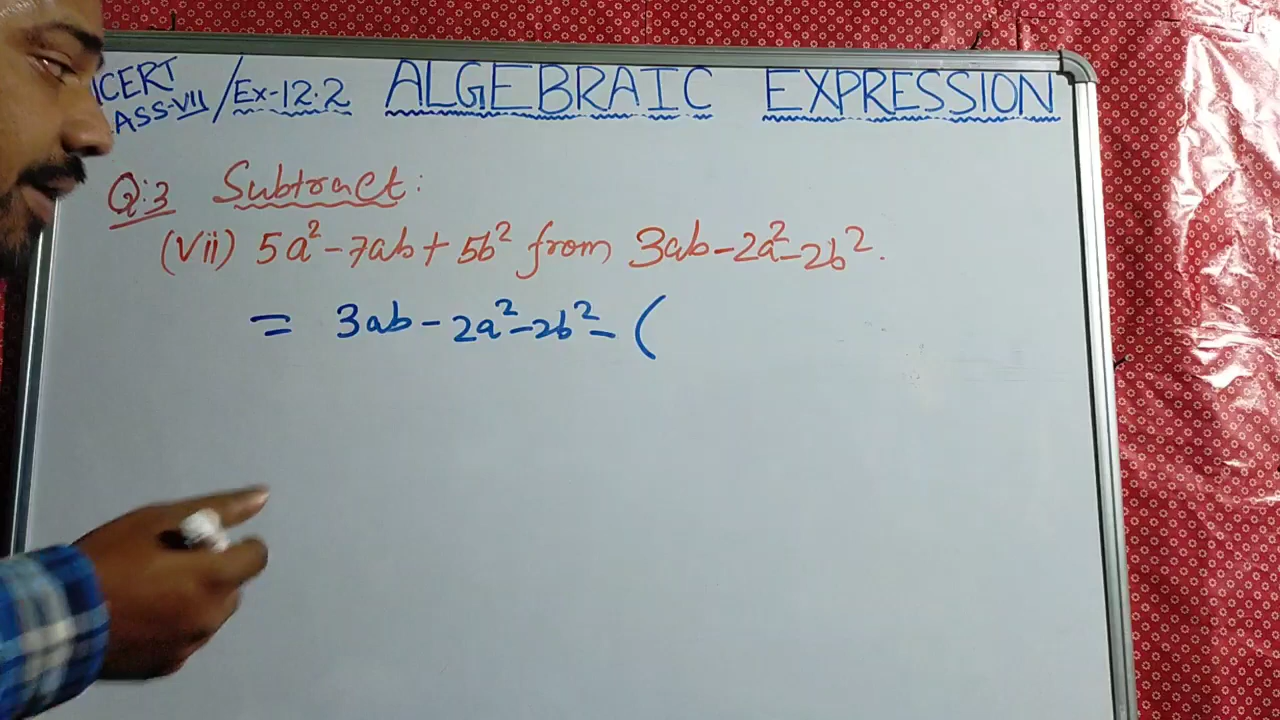 ICERT
ASS-VII / Ex-12.2 ALGEBRAIC EXPRESSION
Q:3 Subtract:
(vii) 5a² - 7ab + 5b² from 3ab - 2a² - 2b².
= 3ab - 2a² - 2b² - (